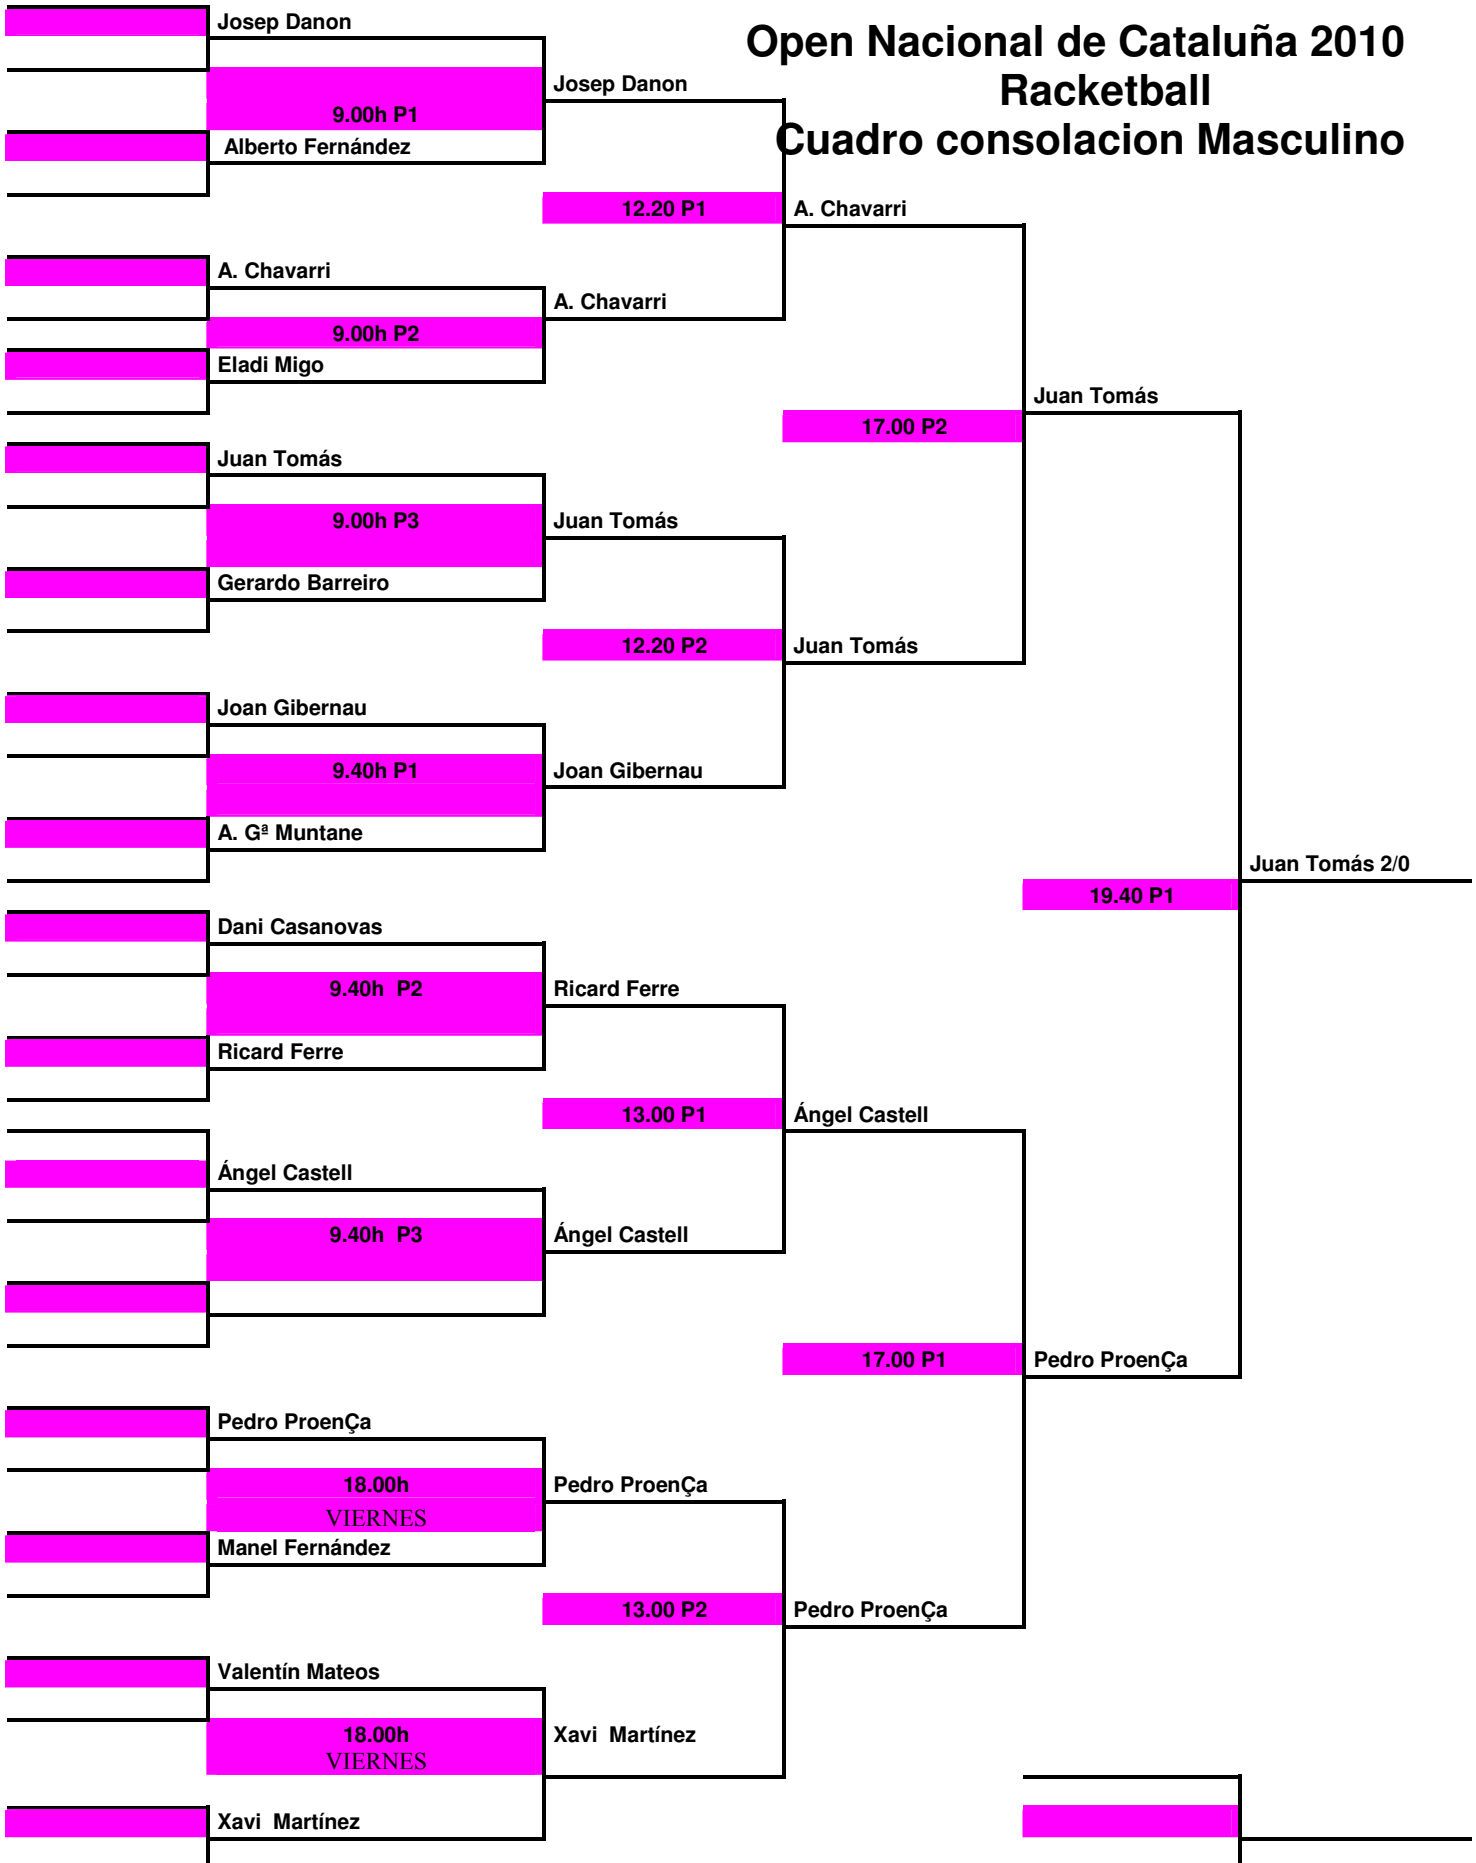 Josep Danon
Open Nacional de Cataluña 2010
Racketball
Cuadro consolacion Masculino
Josep Danon
9.00h P1
Alberto Fernández
12.20 P1
A. Chavarri
A. Chavarri
A. Chavarri
9.00h P2
Eladi Migo
Juan Tomás
17.00 P2
Juan Tomás
9.00h P3
Juan Tomás
Gerardo Barreiro
12.20 P2
Juan Tomás
Joan Gibernau
9.40h P1
Joan Gibernau
A. Gª Muntane
Juan Tomás 2/0
19.40 P1
Dani Casanovas
9.40h  P2
Ricard Ferre
Ricard Ferre
13.00 P1
Ángel Castell
Ángel Castell
9.40h  P3
Ángel Castell
17.00 P1
Pedro ProenÇa
Pedro ProenÇa
18.00h
Pedro ProenÇa
VIERNES
Manel Fernández
13.00 P2
Pedro ProenÇa
Valentín Mateos
18.00h
Xavi  Martínez
VIERNES
Xavi  Martínez